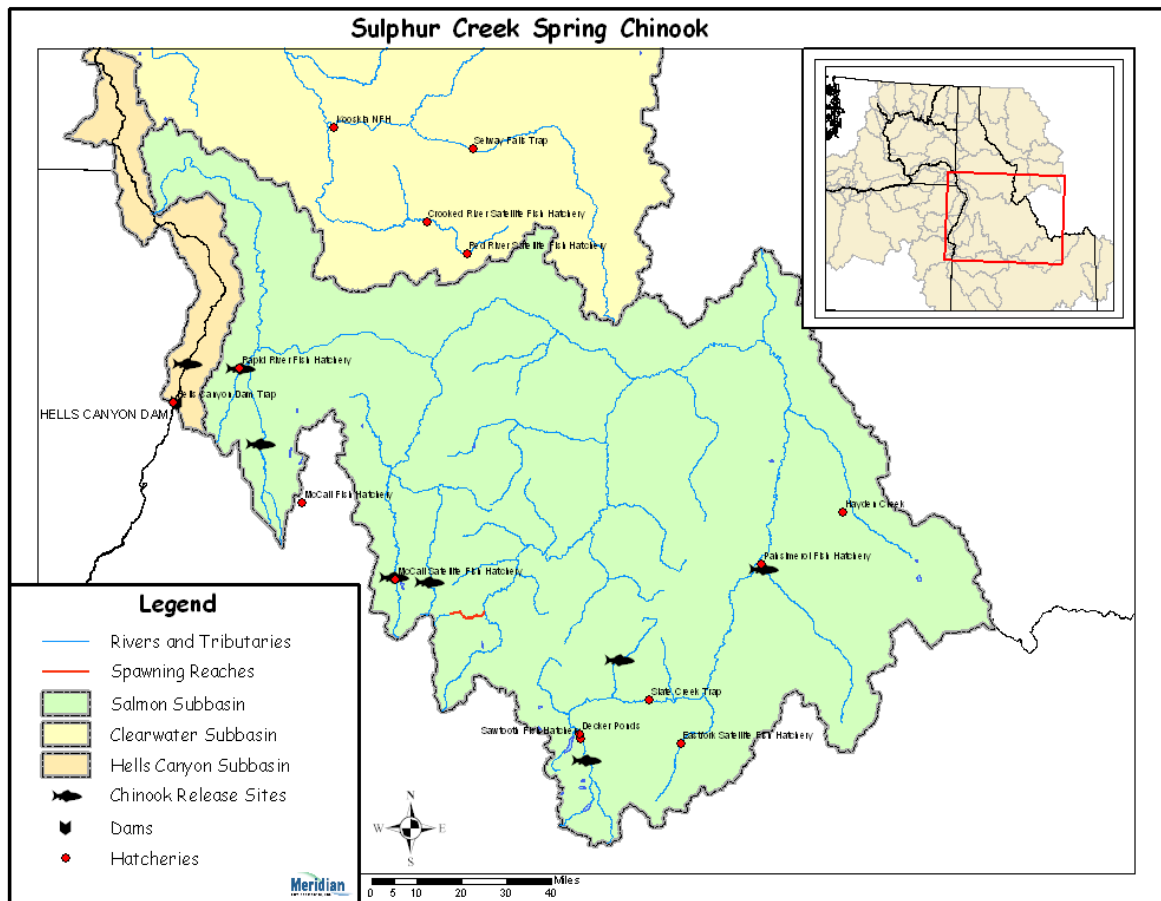 Sulphur Creek Spring Chinook
Kooskia NFH
Selway Falls Trap
Crooked River Satellite Fish Hatchery
Red River Satellite Fish Hatchery
Rapid River Fish Hatchery
Hells Canyon Dam Trap
HELLS CANYON DAM
McCall Fish Hatchery
Hayden Creek
Pahsimeroi Fish Hatchery
McCall Satellite Fish Hatchery
Slate Creek Trap
Decker Ponds
Sawtooth Fish Hatchery
Eastfork Satellite Fish Hatchery
Legend
Rivers and Tributaries
Spawning Reaches
Salmon Subbasin
Clearwater Subbasin
Hells Canyon Subbasin
Chinook Release Sites
Dams
Hatcheries
Meridian
N
W E
S
Miles
0 5 10 20 30 40